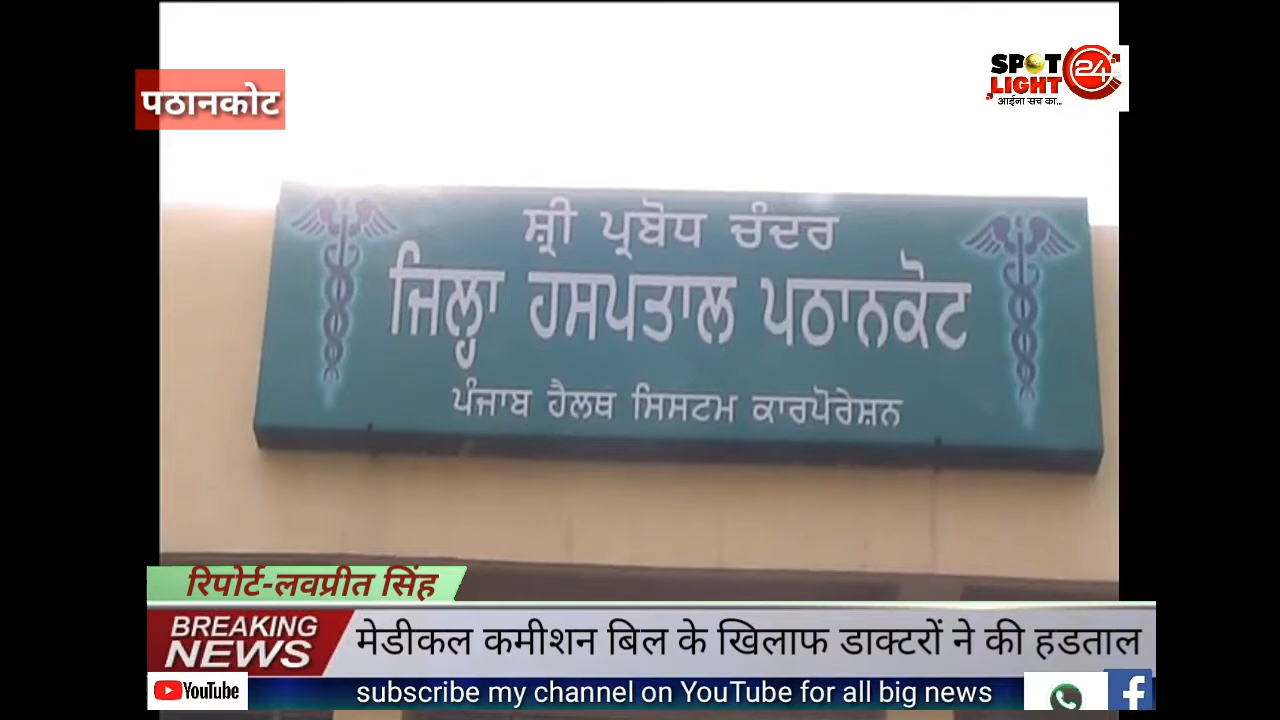 पठानकोट
SPOT LIGHT 24
आईना सच का...
ਸ਼੍ਰੀ ਪ੍ਰਬੋਧ ਚੰਦਰ
ਜਿਲ੍ਹਾ ਹਸਪਤਾਲ ਪਠਾਨਕੋਟ
ਪੰਜਾਬ ਹੈਲਥ ਸਿਸਟਮ ਕਾਰਪੋਰੇਸ਼ਨ
रिपोर्ट-लवप्रीत सिंह
BREAKING NEWS
मेडीकल कमीशन बिल के खिलाफ डाक्टरों ने की हडताल
YouTube
subscribe my channel on YouTube for all big news